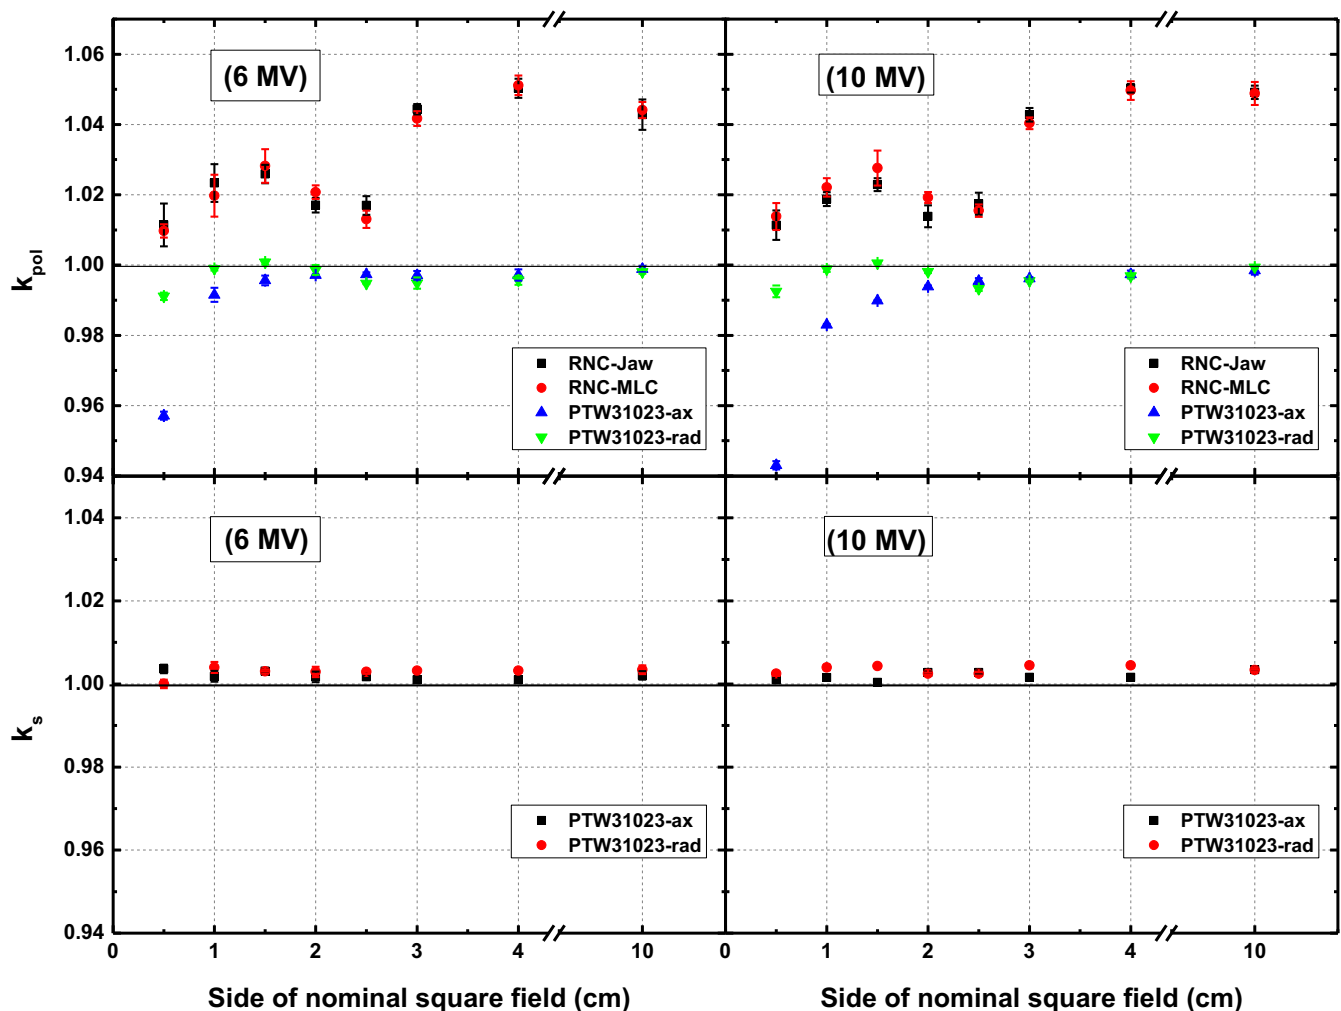 1.06
1.04
1.02
1.00
0.98
0.96
0.94
k_pol
(6 MV)
RNC-Jaw
RNC-MLC
PTW31023-ax
PTW31023-rad
(10 MV)
RNC-Jaw
RNC-MLC
PTW31023-ax
PTW31023-rad
1.04
1.02
1.00
0.98
0.96
0.94
k_s
(6 MV)
PTW31023-ax
PTW31023-rad
(10 MV)
PTW31023-ax
PTW31023-rad
0 1 2 3 4 10
0 1 2 3 4 10
Side of nominal square field (cm)
Side of nominal square field (cm)